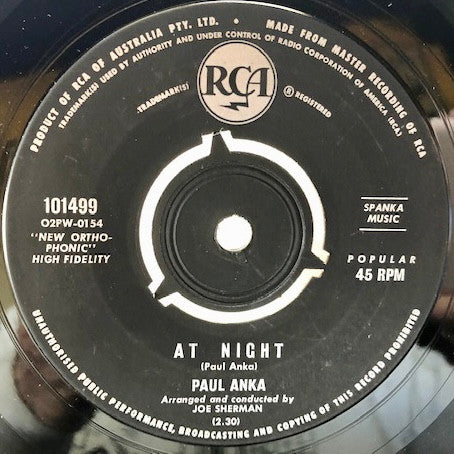 PRODUCT OF RCA OF AUSTRALIA PTY. LTD. • MADE FROM MASTER RECORDING OF RCA
TRADEMARK(S) USED BY AUTHORITY AND UNDER CONTROL OF RADIO CORPORATION OF AMERICA (RCA)
RCA
TRADEMARK(S) ® REGISTERED
101499
O2PW-0154
"NEW ORTHO-
PHONIC"
HIGH FIDELITY
SPANKA
MUSIC
POPULAR
45 RPM
AT NIGHT
(Paul Anka)
PAUL ANKA
Arranged and conducted by
JOE SHERMAN
(2.30)
UNAUTHORISED PUBLIC PERFORMANCE, BROADCASTING AND COPYING OF THIS RECORD PROHIBITED